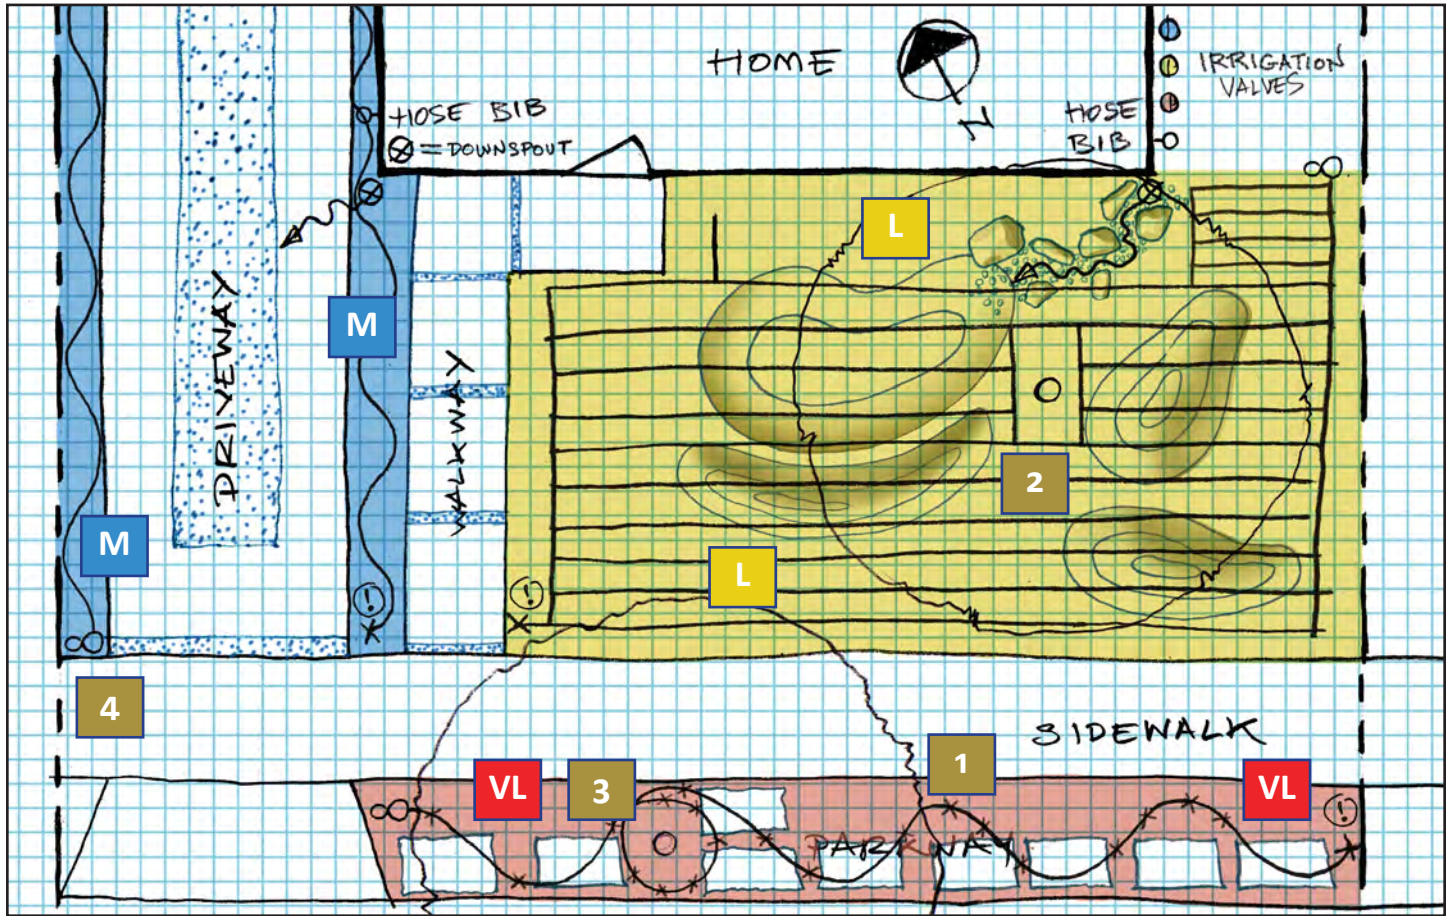 HOME
IRRIGATION
VALVES
HOSE BIB
⊗ = DOWNSPOUT
HOSE
BIB
N
L
M
DRIVEWAY
WALKWAY
2
M
L
4
SIDEWALK
VL
3
1
VL
PARKWAY